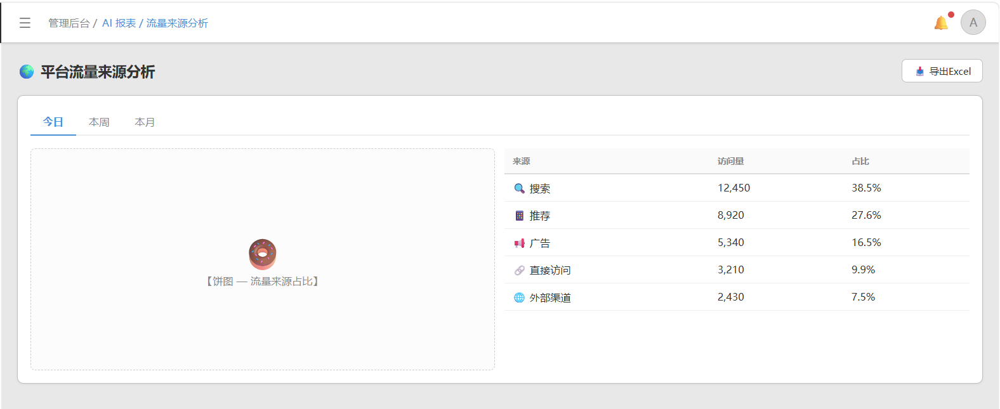 管理后台 / AI 报表 / 流量来源分析
A
平台流量来源分析
导出Excel
今日 本周 本月
【饼图 — 流量来源占比】
来源 访问量 占比
搜索 12,450 38.5%
推荐 8,920 27.6%
广告 5,340 16.5%
直接访问 3,210 9.9%
外部渠道 2,430 7.5%